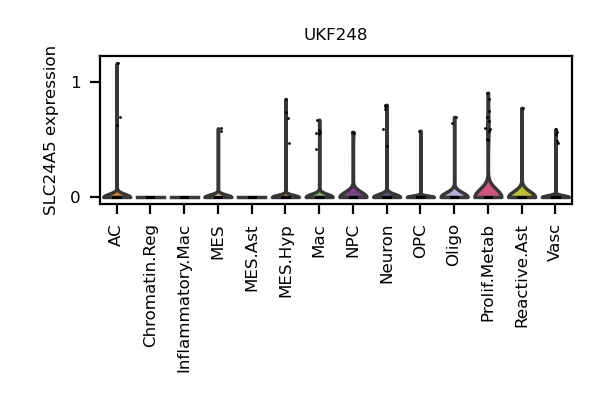 UKF248
SLC24A5 expression
1
0
AC
Chromatin.Reg
Inflammatory.Mac
MES
MES.Ast
MES.Hyp
Mac
NPC
Neuron
OPC
Oligo
Prolif.Metab
Reactive.Ast
Vasc